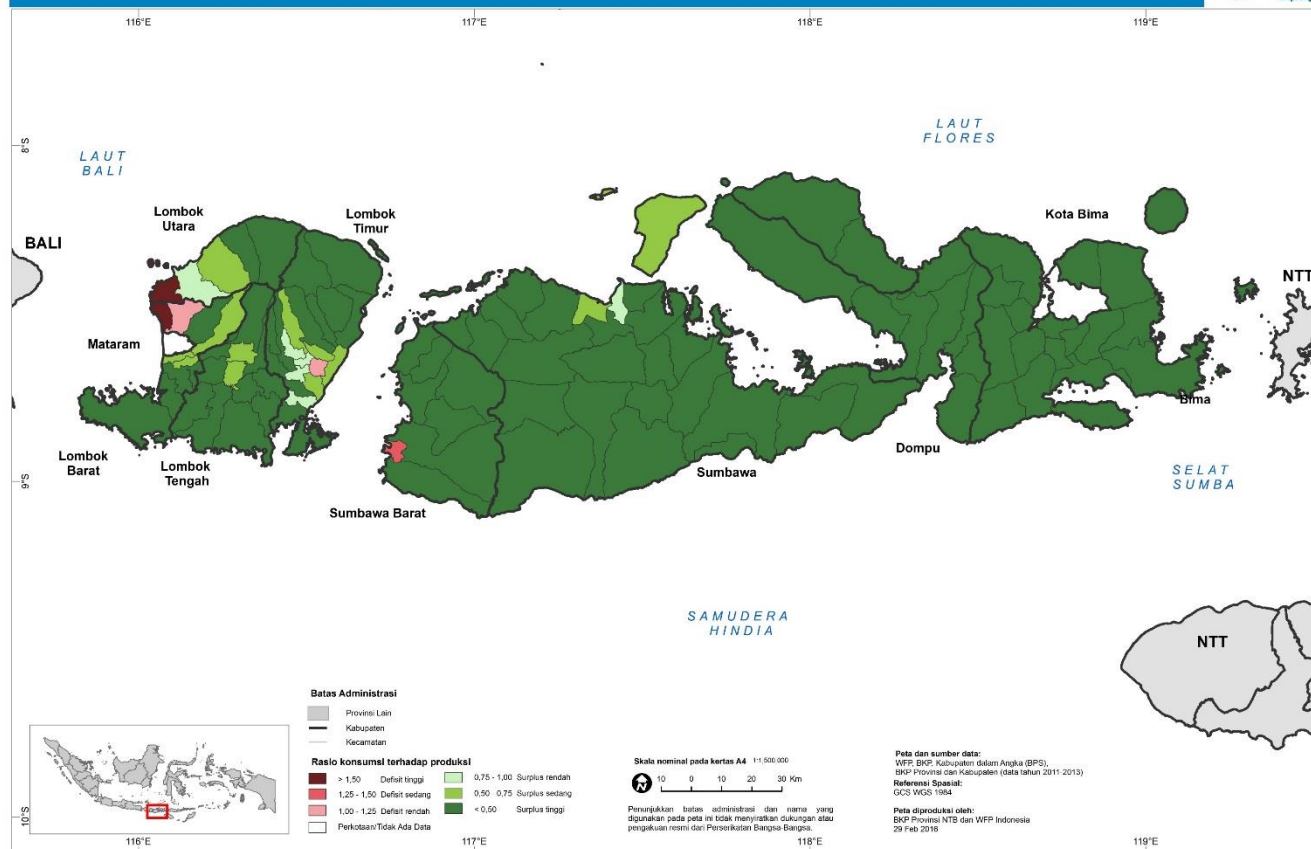 116°E
117°E
118°E
119°E
8°S
LAUT
BALI
LAUT
FLORES
Lombok
Utara
Lombok
Timur
Kota Bima
BALI
NTT
Mataram
Bima
Lombok
Barat
Lombok
Tengah
Dompu
Sumbawa
SELAT
SUMBA
9°S
Sumbawa Barat
SAMUDERA
HINDIA
NTT
Batas Administrasi
Provinsi Lain
Kabupaten
Kecamatan
Rasio konsumsi terhadap produksi
> 1,50 Defisit tinggi
1,25 - 1,50 Defisit sedang
1,00 - 1,25 Defisit rendah
Perkotaan/Tidak Ada Data
0,75 - 1,00 Surplus rendah
0,50 - 0,75 Surplus sedang
< 0,50 Surplus tinggi
Skala nominal pada kertas A4 1:1.500.000
N
10 0 10 20 30 Km
Penunjukkan batas administrasi dan nama yang
digunakan pada peta ini tidak menyiratkan dukungan atau
pengakuan resmi dari Perserikatan Bangsa-Bangsa.
Peta dan sumber data:
WFP, BKP, Kabupaten dalam Angka (BPS),
BKP Provinsi dan Kabupaten (data tahun 2011-2013)
Referensi Spasial:
GCS WGS 1984
Peta diproduksi oleh:
BKP Provinsi NTB dan WFP Indonesia
29 Feb 2016
10°S
116°E
117°E
118°E
119°E